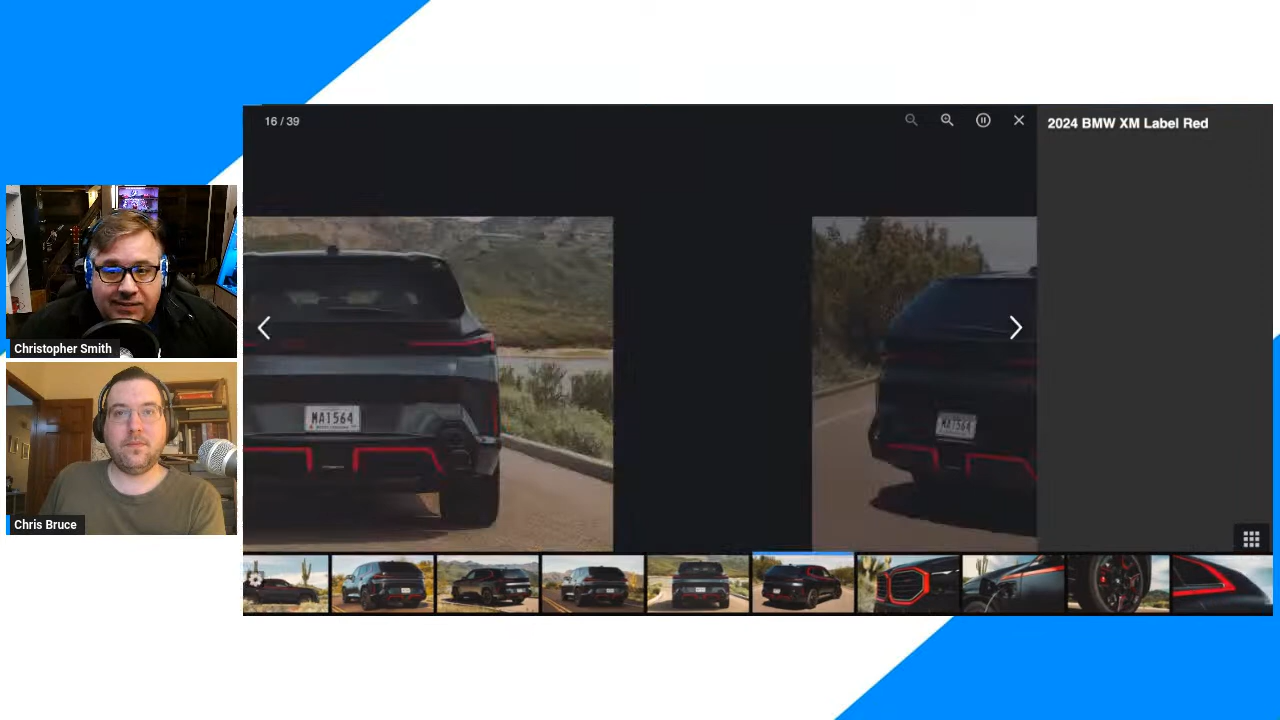 16 / 39
2024 BMW XM Label Red
MA1564
MA1564
Christopher Smith
Chris Bruce